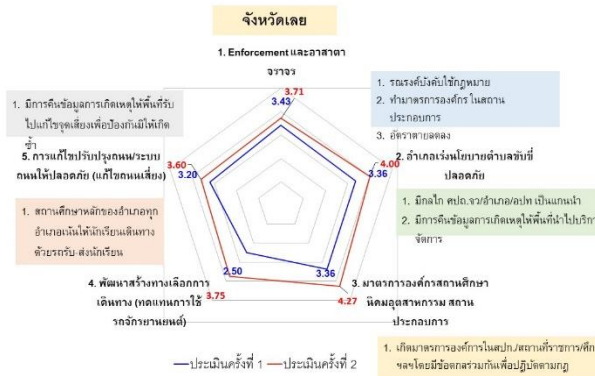 จังหวัดเลย
1. Enforcement และอาสาตา
จราจร
3.71
3.43
1. รณรงค์บังคับใช้กฎหมาย
2. ทำมาตรการองค์กร ในสถาน
ประกอบการ
3. อัตราตายลดลง
1. มีการคืนข้อมูลการเกิดเหตุให้พื้นที่รับ
ไปแก้ไขจุดเสี่ยงเพื่อป้องกันมิให้เกิด
ซ้ำ
5. การแก้ไขปรับปรุงถนน/ระบบ
ถนนให้ปลอดภัย (แก้ไขถนนเสี่ยง)
3.60
3.20
4.00
3.36
2. อำเภอเร่งนโยบายตำบลขับขี่
ปลอดภัย
1. มีกลไก ศปถ.จว/อำเภอ/อปท เป็นแกนนำ
2. มีการคืนข้อมูลการเกิดเหตุให้พื้นที่นำไปบริการ
จัดการ
1. สถานศึกษาหลักของอำเภอทุก
อำเภอเน้นให้นักเรียนเดินทาง
ด้วยรถรับ-ส่งนักเรียน
4. พัฒนาสร้างทางเลือกการ
เดินทาง (ทดแทนการใช้
รถจักรยานยนต์)
2.50
3.75
3.36
4.27
3. มาตรการองค์กรสถานศึกษา
นิคมอุตสาหกรรม สถาน
ประกอบการ
1. เกิดมาตรการองค์การในสปก./สถานที่ราชการ/ศึก
ฯลฯโดยมีข้อตกลร่วมกันเพื่อปฏิบัตตามกฎ
ประเมินครั้งที่ 1
ประเมินครั้งที่ 2